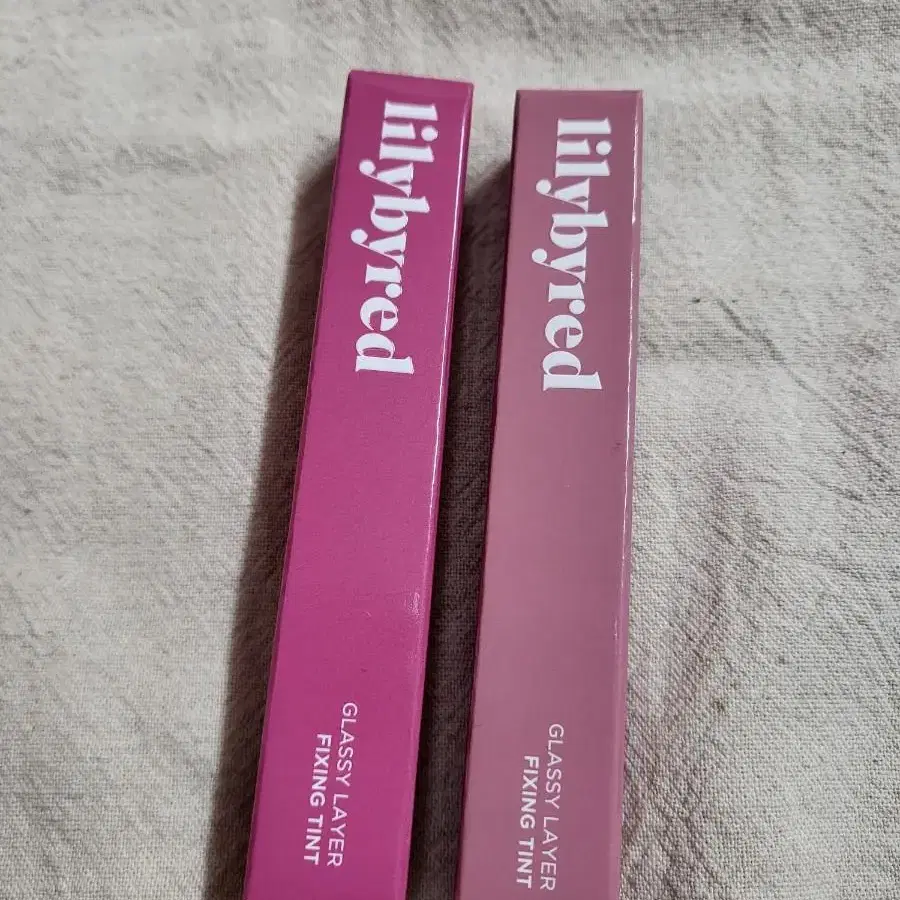 lilybyred
GLASSY LAYER
FIXING TINT
lilybyred
GLASSY LAYER
FIXING TINT